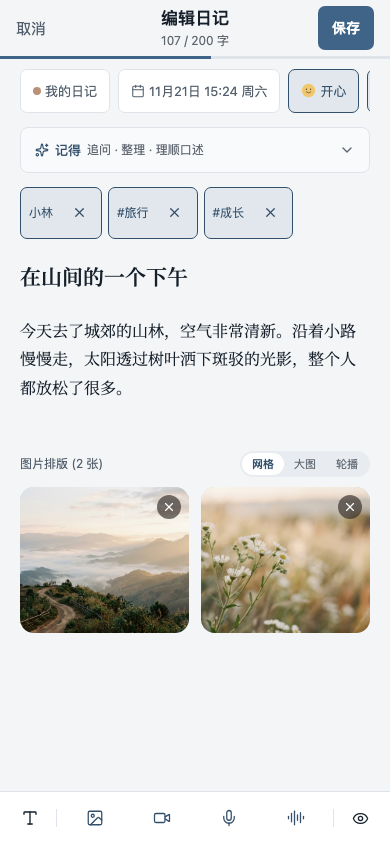 取消
编辑日记
107 / 200 字
保存
我的日记
11月21日 15:24 周六
开心
记得 追问 · 整理 · 理顺口述
小林
#旅行
#成长
在山间的一个下午
今天去了城郊的山林，空气非常清新。沿着小路
慢慢走，太阳透过树叶洒下斑驳的光影，整个人
都放松了很多。
图片排版 (2 张)
网格
大图
轮播